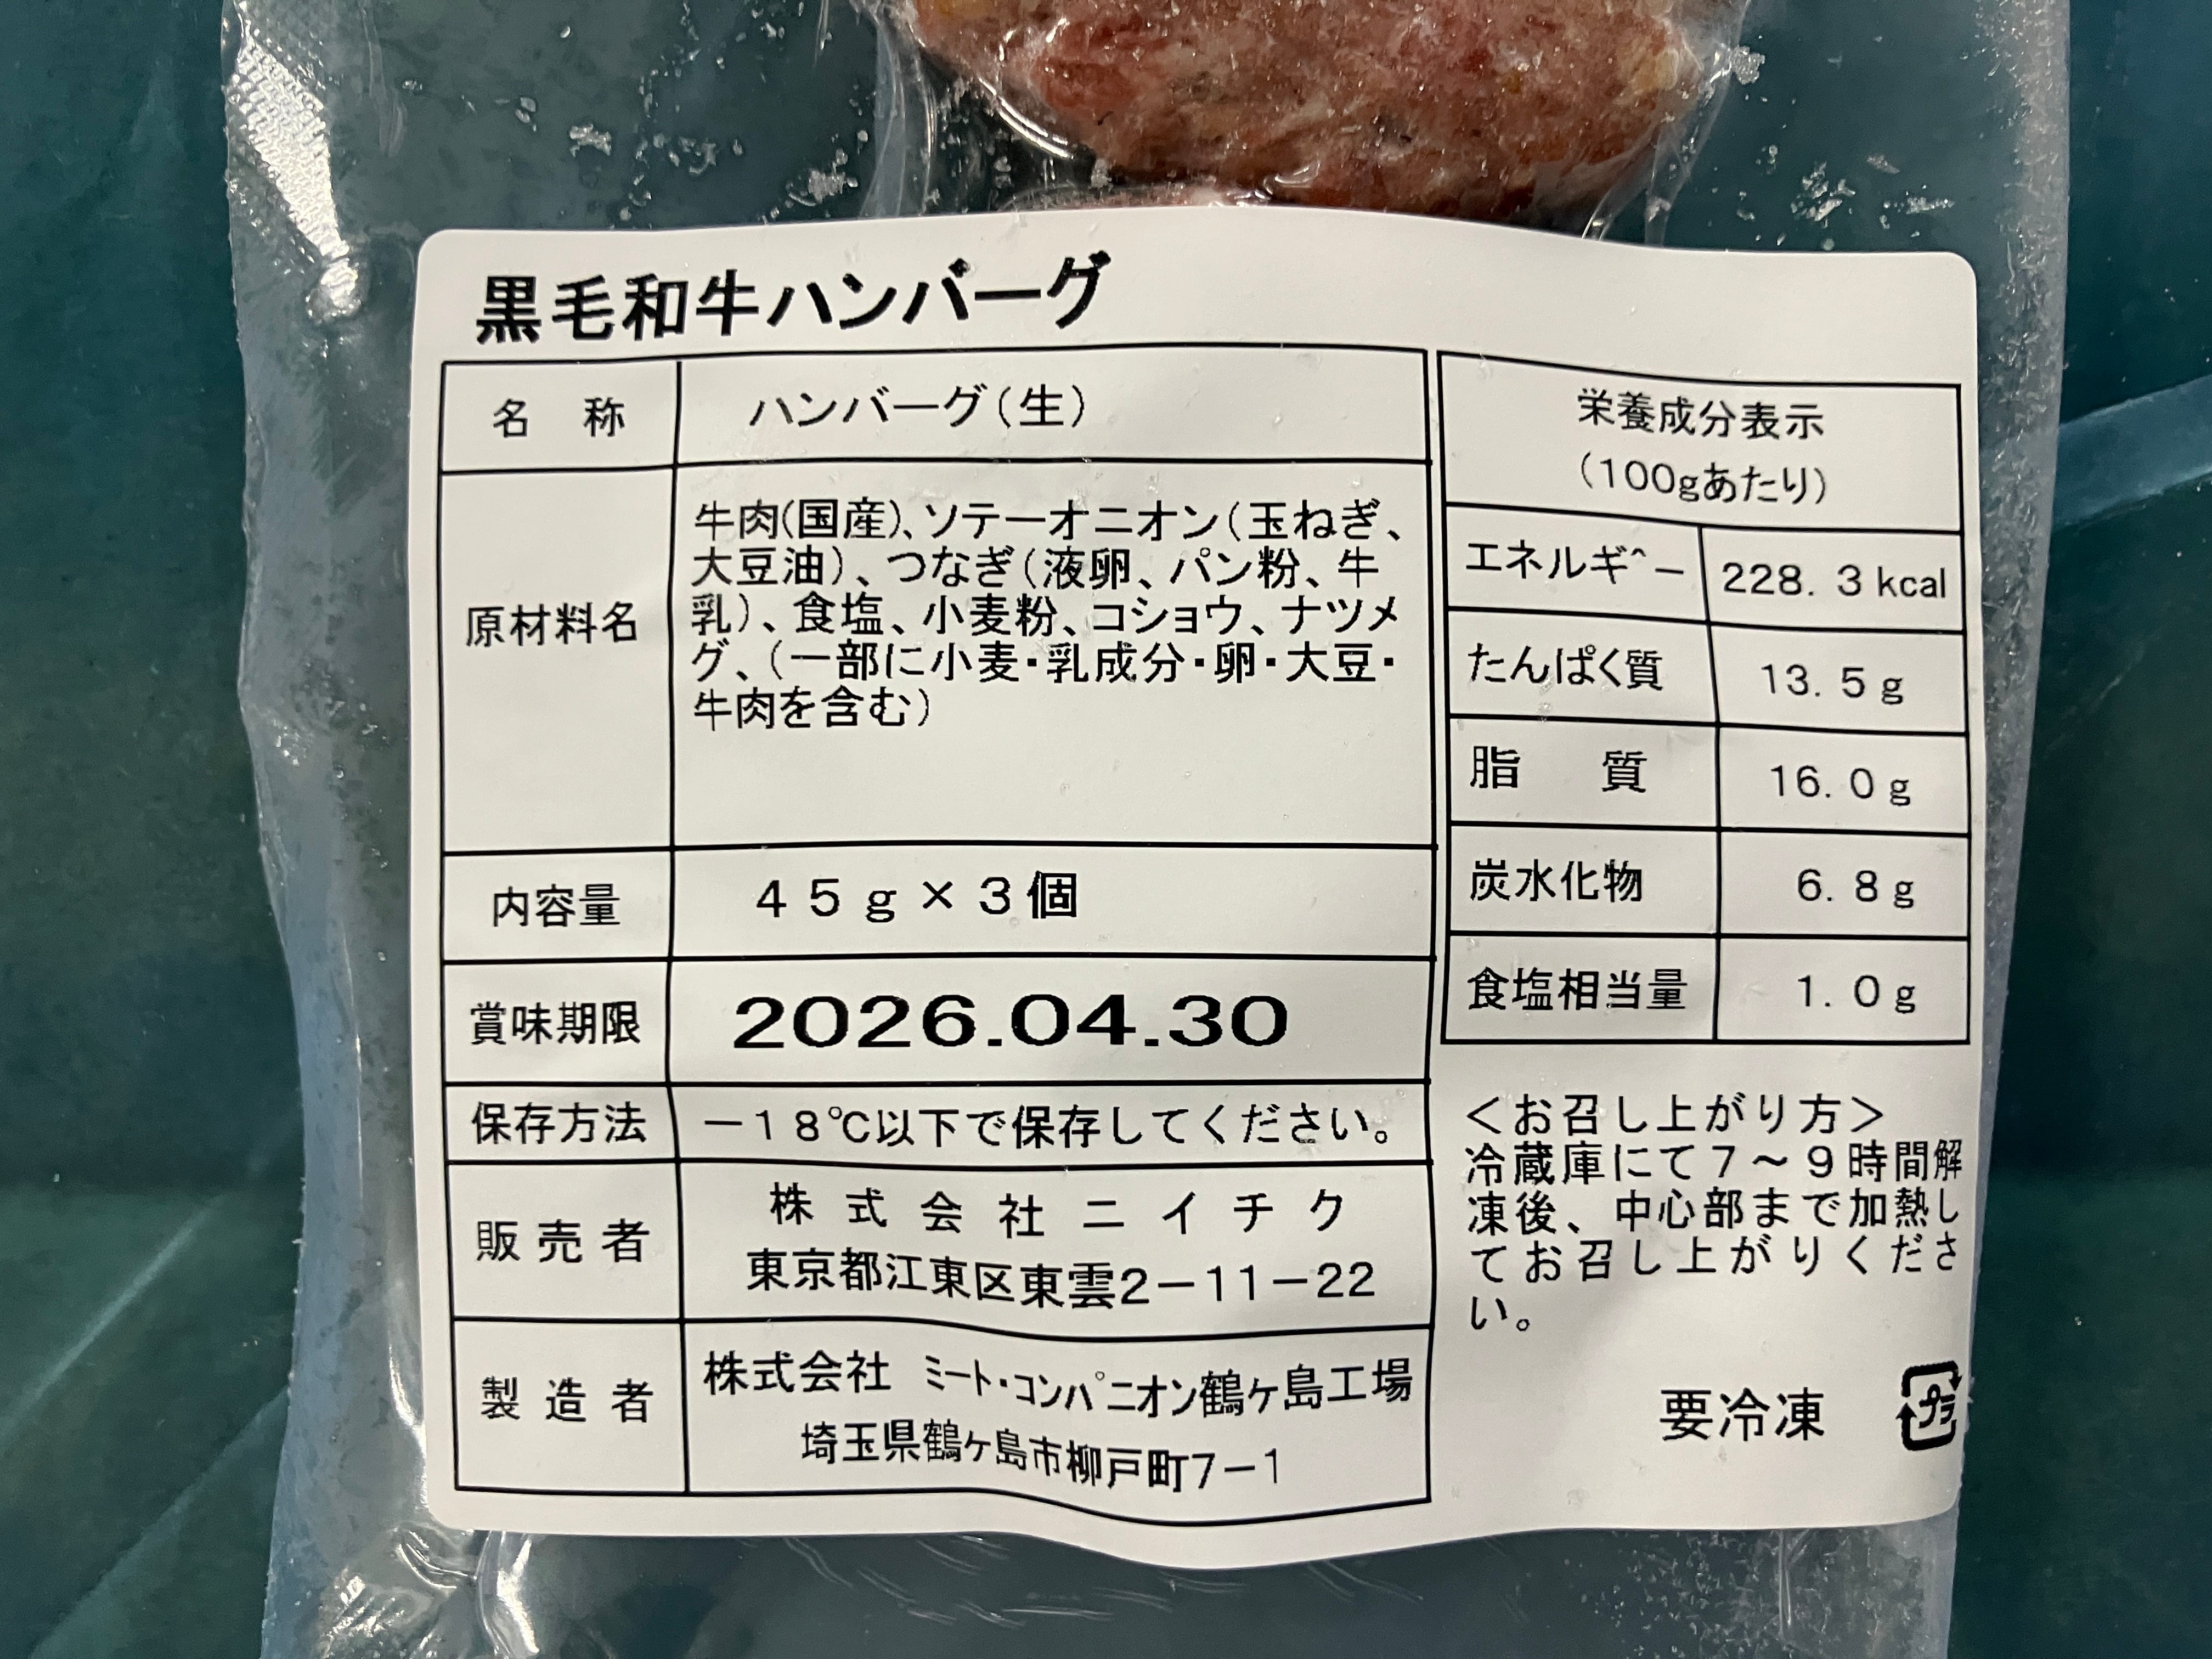 黒毛和牛ハンバーグ
名 称
ハンバーグ(生)
原材料名
牛肉(国産)、ソテーオニオン(玉ねぎ、
大豆油)、つなぎ(液卵、パン粉、牛
乳)、食塩、小麦粉、コショウ、ナツメ
グ、(一部に小麦・乳成分・卵・大豆・
牛肉を含む)
内容量
45g×3個
賞味期限
2026.04.30
保存方法
－18℃以下で保存してください。
販売者
株式会社ニイチク
東京都江東区東雲2－11－22
製造者
株式会社 ﾐｰﾄ・ｺﾝﾊﾟニオン鶴ヶ島工場
埼玉県鶴ヶ島市柳戸町7－1
栄養成分表示
(100gあたり)
エネルギー
228.3kcal
たんぱく質
13.5g
脂 質
16.0g
炭水化物
6.8g
食塩相当量
1.0g
＜お召し上がり方＞
冷蔵庫にて7～9時間解
凍後、中心部まで加熱し
てお召し上がりくださ
い。
要冷凍
プラ